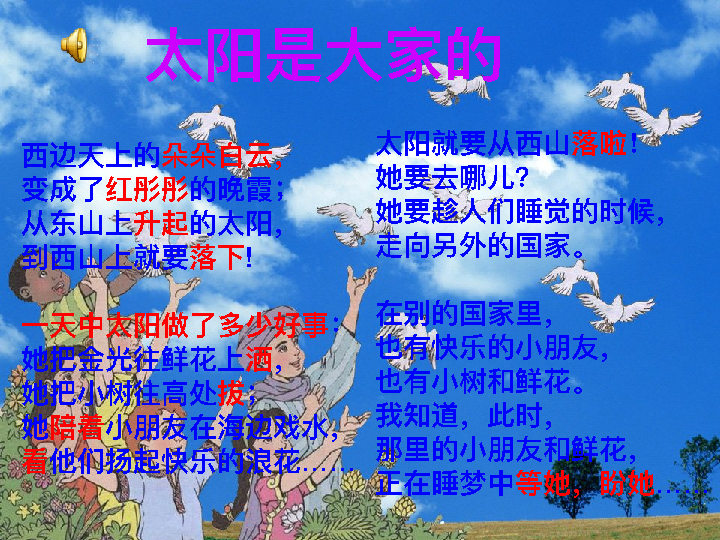 太阳是大家的
西边天上的朵朵白云，
变成了红彤彤的晚霞；
从东山上升起的太阳，
到西山上就要落下！
一天中太阳做了多少好事：
她把金光往鲜花上洒，
她把小树往高处拔；
她陪着小朋友在海边戏水，
看他们扬起快乐的浪花……
太阳就要从西山落啦！
她要去哪儿？
她要趁人们睡觉的时候，
走向另外的国家。
在别的国家里，
也有快乐的小朋友，
也有小树和鲜花。
我知道，此时，
那里的小朋友和鲜花，
正在睡梦中等她，盼她……